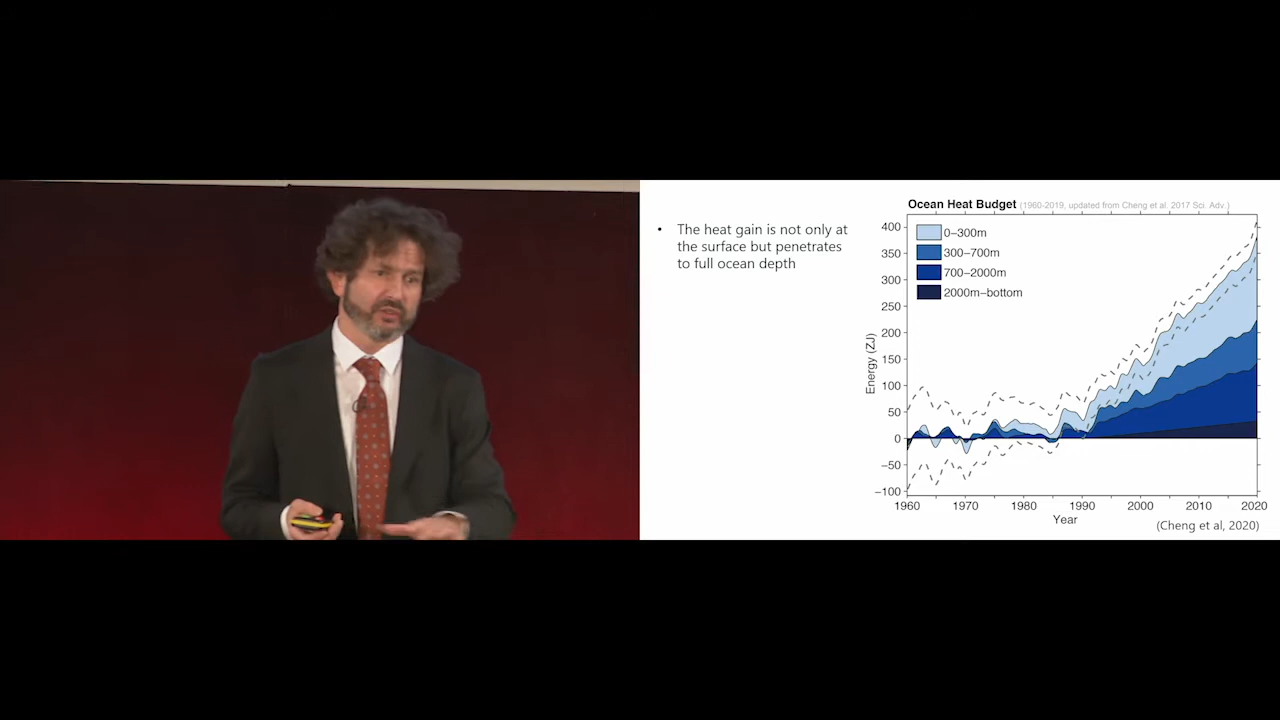 • The heat gain is not only at
the surface but penetrates
to full ocean depth
Ocean Heat Budget (1960-2019, updated from Cheng et al. 2017 Sci. Adv.)
0–300m
300–700m
700–2000m
2000m–bottom
Energy (ZJ)
400
350
300
250
200
150
100
50
0
−50
−100
1960 1970 1980 1990 2000 2010 2020
Year
(Cheng et al, 2020)